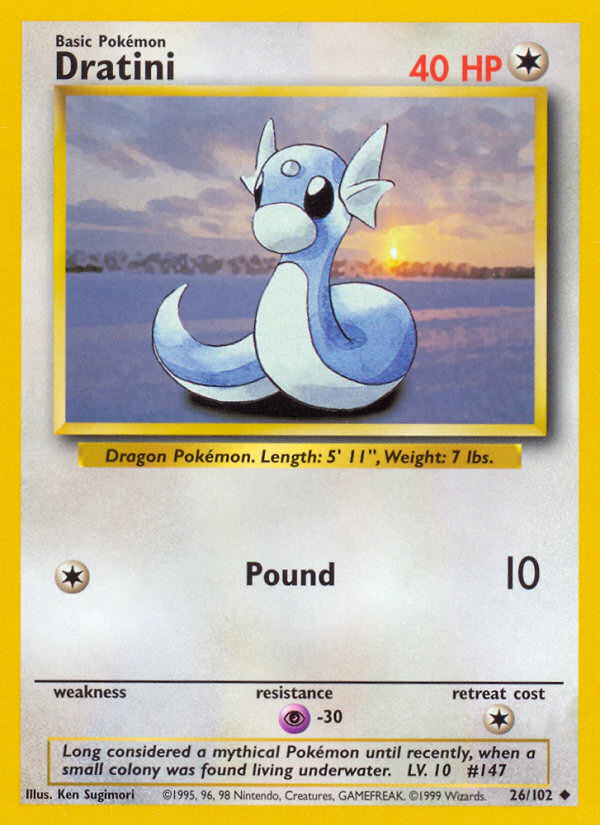 Basic Pokémon
Dratini
40 HP
Dragon Pokémon. Length: 5' 11", Weight: 7 lbs.
Pound 10
weakness resistance retreat cost
-30
Long considered a mythical Pokémon until recently, when a
small colony was found living underwater. LV. 10 #147
Illus. Ken Sugimori ©1995, 96, 98 Nintendo, Creatures, GAMEFREAK. ©1999 Wizards. 26/102